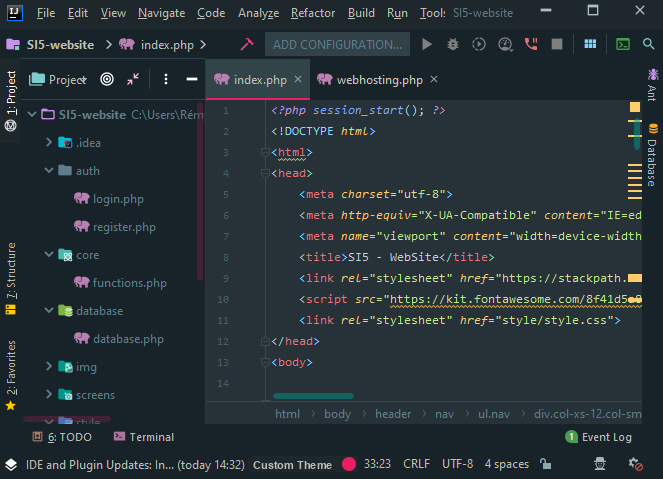 IJ File Edit View Navigate Code Analyze Refactor Build Run Tools SI5-website
SI5-website index.php ADD CONFIGURATION...
1: Project
7: Structure
2: Favorites
Project
SI5-website C:\Users\Rém
.idea
auth
login.php
register.php
core
functions.php
database
database.php
img
screens
style
index.php webhosting.php
1 <?php session_start(); ?>
2 <!DOCTYPE html>
3 <html>
4 <head>
5 <meta charset="utf-8">
6 <meta http-equiv="X-UA-Compatible" content="IE=ed
7 <meta name="viewport" content="width=device-width
8 <title>SI5 - WebSite</title>
9 <link rel="stylesheet" href="https://stackpath.
10 <script src="https://kit.fontawesome.com/8f41d5
11 <link rel="stylesheet" href="style/style.css">
12 </head>
13 <body>
14
html body header nav ul.nav div.col-xs-12.col-sm
Ant
Database
6: TODO Terminal 1 Event Log
IDE and Plugin Updates: In... (today 14:32) Custom Theme 33:23 CRLF UTF-8 4 spaces